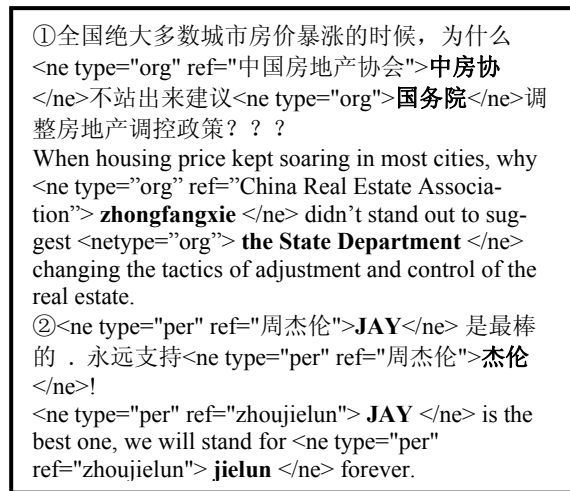 ①全国绝大多数城市房价暴涨的时候，为什么
<ne type="org" ref="中国房地产协会">中房协
</ne>不站出来建议<ne type="org">国务院</ne>调
整房地产调控政策？？？
When housing price kept soaring in most cities, why
<ne type=”org” ref=”China Real Estate Associa-
tion”> zhongfangxie </ne> didn’t stand out to sug-
gest <netype=”org”> the State Department </ne>
changing the tactics of adjustment and control of the
real estate.
②<ne type="per" ref="周杰伦">JAY</ne> 是最棒
的 . 永远支持<ne type="per" ref="周杰伦">杰伦
</ne>!
<ne type="per" ref="zhoujielun"> JAY </ne> is the
best one, we will stand for <ne type="per"
ref="zhoujielun"> jielun </ne> forever.